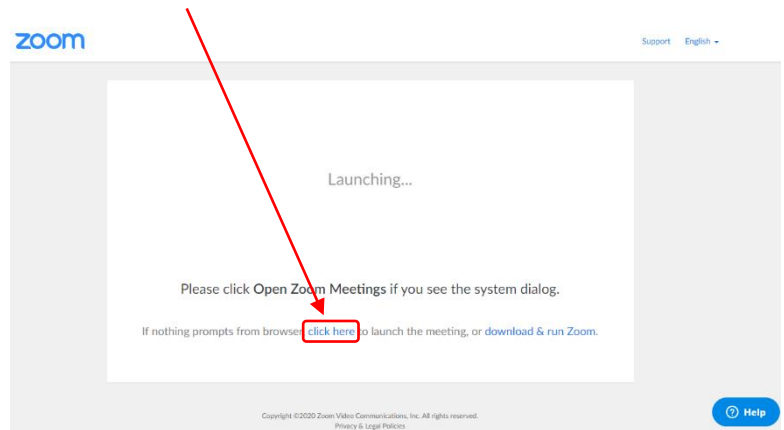 zoom
Support English
Launching...
Please click Open Zoom Meetings if you see the system dialog.
If nothing prompts from browser, click here to launch the meeting, or download & run Zoom.
Copyright ©2020 Zoom Video Communications, Inc. All rights reserved.
Privacy & Legal Policies
Help